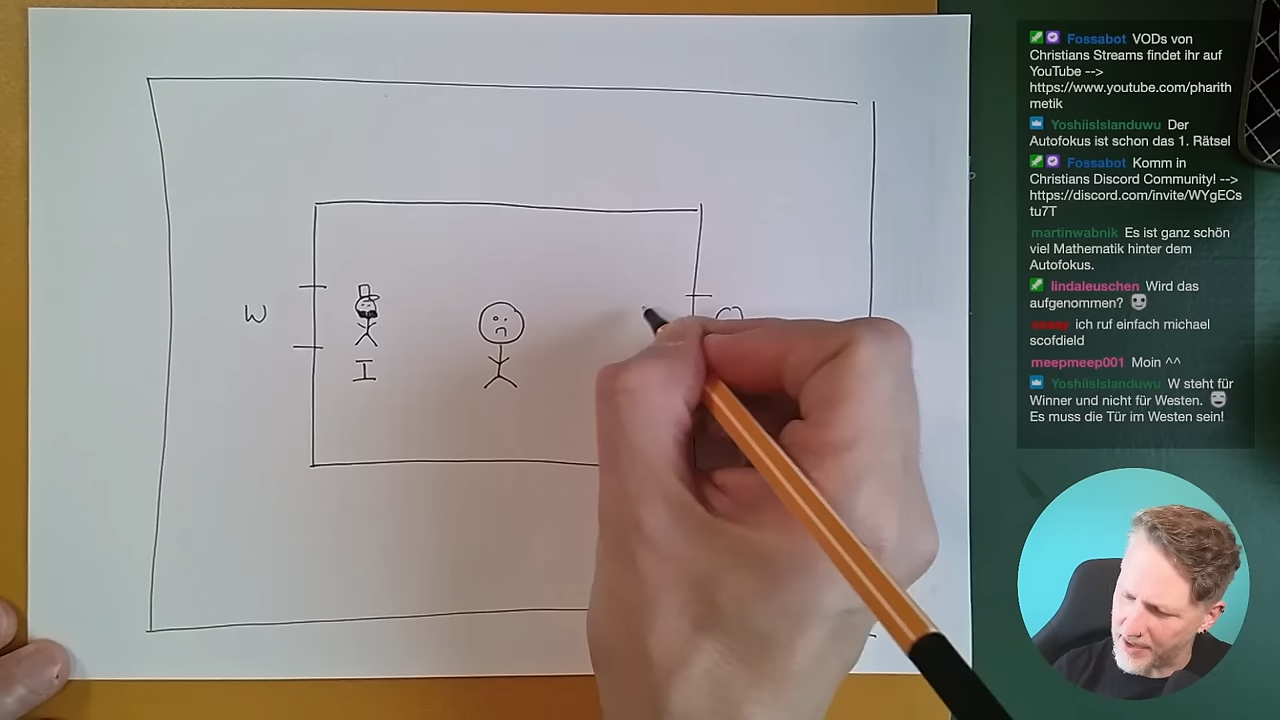 Fossabot VODs von
Christians Streams findet ihr auf
YouTube -->
https://www.youtube.com/pharith
metik
YoshiisIslanduwu Der
Autofokus ist schon das 1. Rätsel
Fossabot Komm in
Christians Discord Community! -->
https://discord.com/invite/WYgECs
tu7T
martinwabnik Es ist ganz schön
viel Mathematik hinter dem
Autofokus.
lindaleuschen Wird das
aufgenommen?
ich ruf einfach michael
scofdield
meepmeep001 Moin ^^
YoshiisIslanduwu W steht für
Winner und nicht für Westen.
Es muss die Tür im Westen sein!
W
I